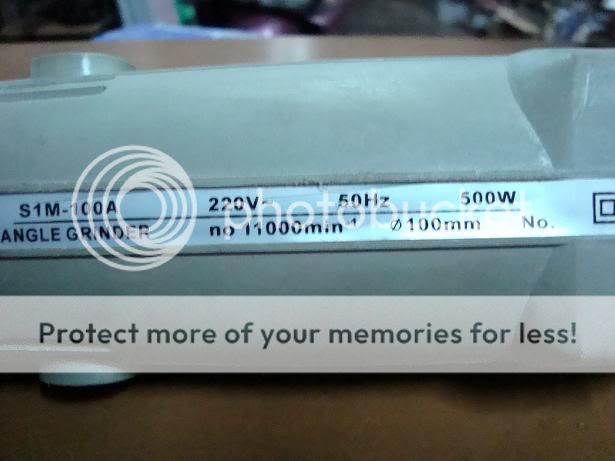 S1M-100A 220V~ 50Hz 500W
ANGLE GRINDER no 11000min⁻¹ Ø100mm No.
photobucket
Protect more of your memories for less!